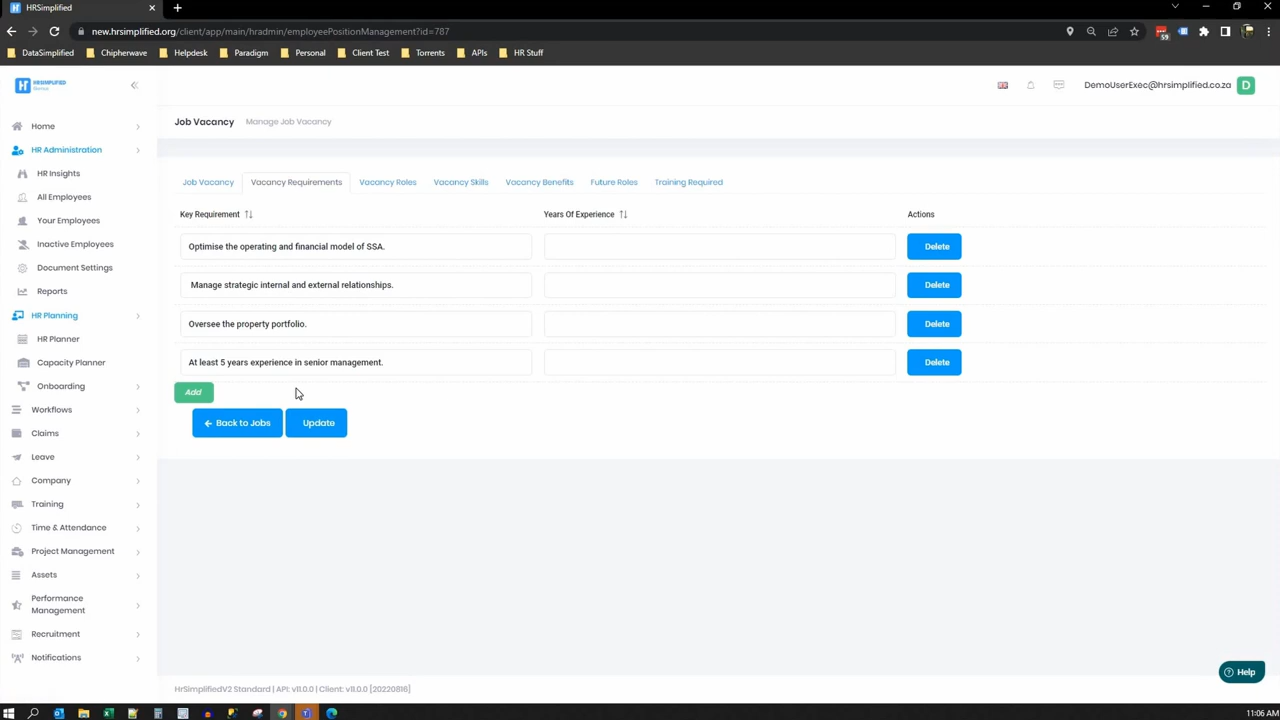 HRSimplified
new.hrsimplified.org/client/app/main/hradmin/employeePositionManagement?id=787
DataSimplified
Chipherwave
Helpdesk
Paradigm
Personal
Client Test
Torrents
APIs
HR Stuff
HRSIMPLIFIED
DemoUserExec@hrsimplified.co.za
D
Home
HR Administration
HR Insights
All Employees
Your Employees
Inactive Employees
Document Settings
Reports
HR Planning
HR Planner
Capacity Planner
Onboarding
Workflows
Claims
Leave
Company
Training
Time & Attendance
Project Management
Assets
Performance
Management
Recruitment
Notifications
Job Vacancy Manage Job Vacancy
Job Vacancy
Vacancy Requirements
Vacancy Roles
Vacancy Skills
Vacancy Benefits
Future Roles
Training Required
Key Requirement
Years Of Experience
Actions
Optimise the operating and financial model of SSA.
Delete
Manage strategic internal and external relationships.
Delete
Oversee the property portfolio.
Delete
At least 5 years experience in senior management.
Delete
Add
Back to Jobs
Update
HrSimplifiedV2 Standard | API: v11.0.0 | Client: v11.0.0 [20220816]
Help
11:06 AM